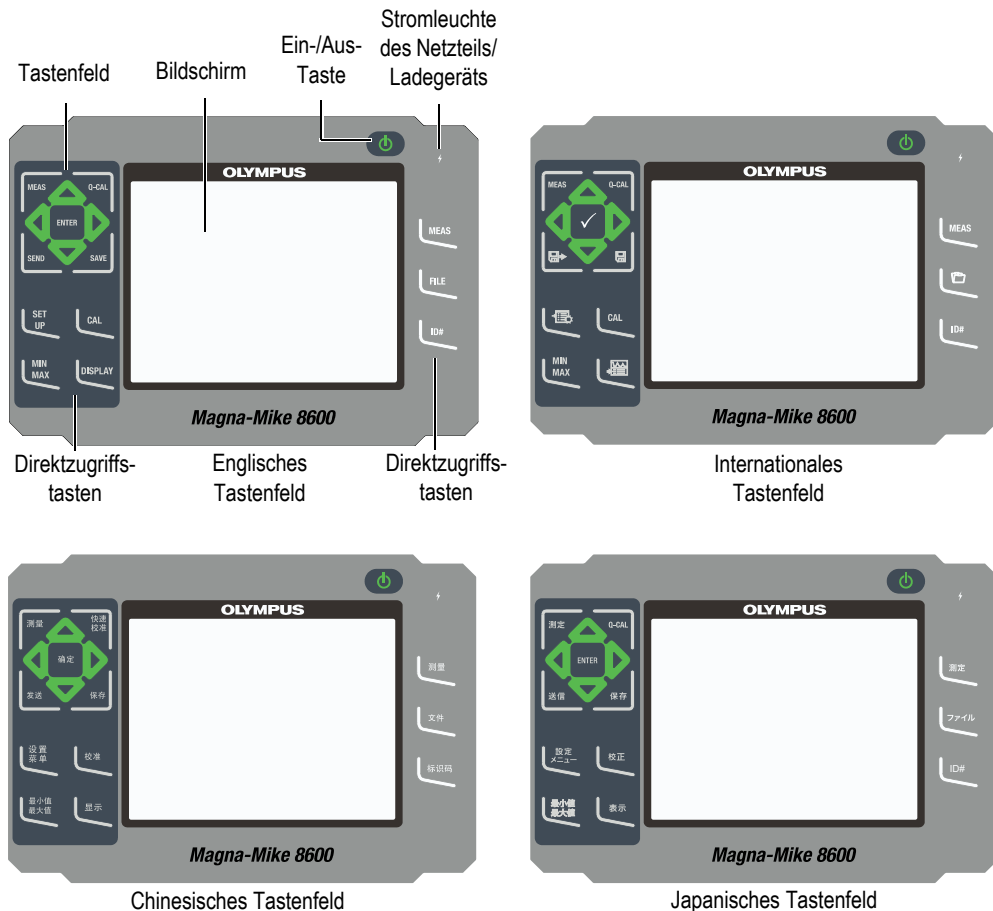 Stromleuchte
des Netzteils/
Ladegeräts
Ein-/Aus-
Taste
Bildschirm
Tastenfeld
OLYMPUS
MEAS
Q-CAL
ENTER
SEND
SAVE
SET
UP
CAL
MIN
MAX
DISPLAY
MEAS
FILE
ID#
Magna-Mike 8600
Direktzugriffs-
tasten
Englisches
Tastenfeld
Direktzugriffs-
tasten
OLYMPUS
MEAS
Q-CAL
CAL
MIN
MAX
MEAS
ID#
Magna-Mike 8600
Internationales
Tastenfeld
OLYMPUS
测量
快速
校准
确定
发送
保存
设置
菜单
校准
最小值
最大值
显示
测量
文件
标识码
Magna-Mike 8600
Chinesisches Tastenfeld
OLYMPUS
測定
Q-CAL
ENTER
送信
保存
設定
メニュー
校正
最小値
最大値
表示
測定
ファイル
ID#
Magna-Mike 8600
Japanisches Tastenfeld